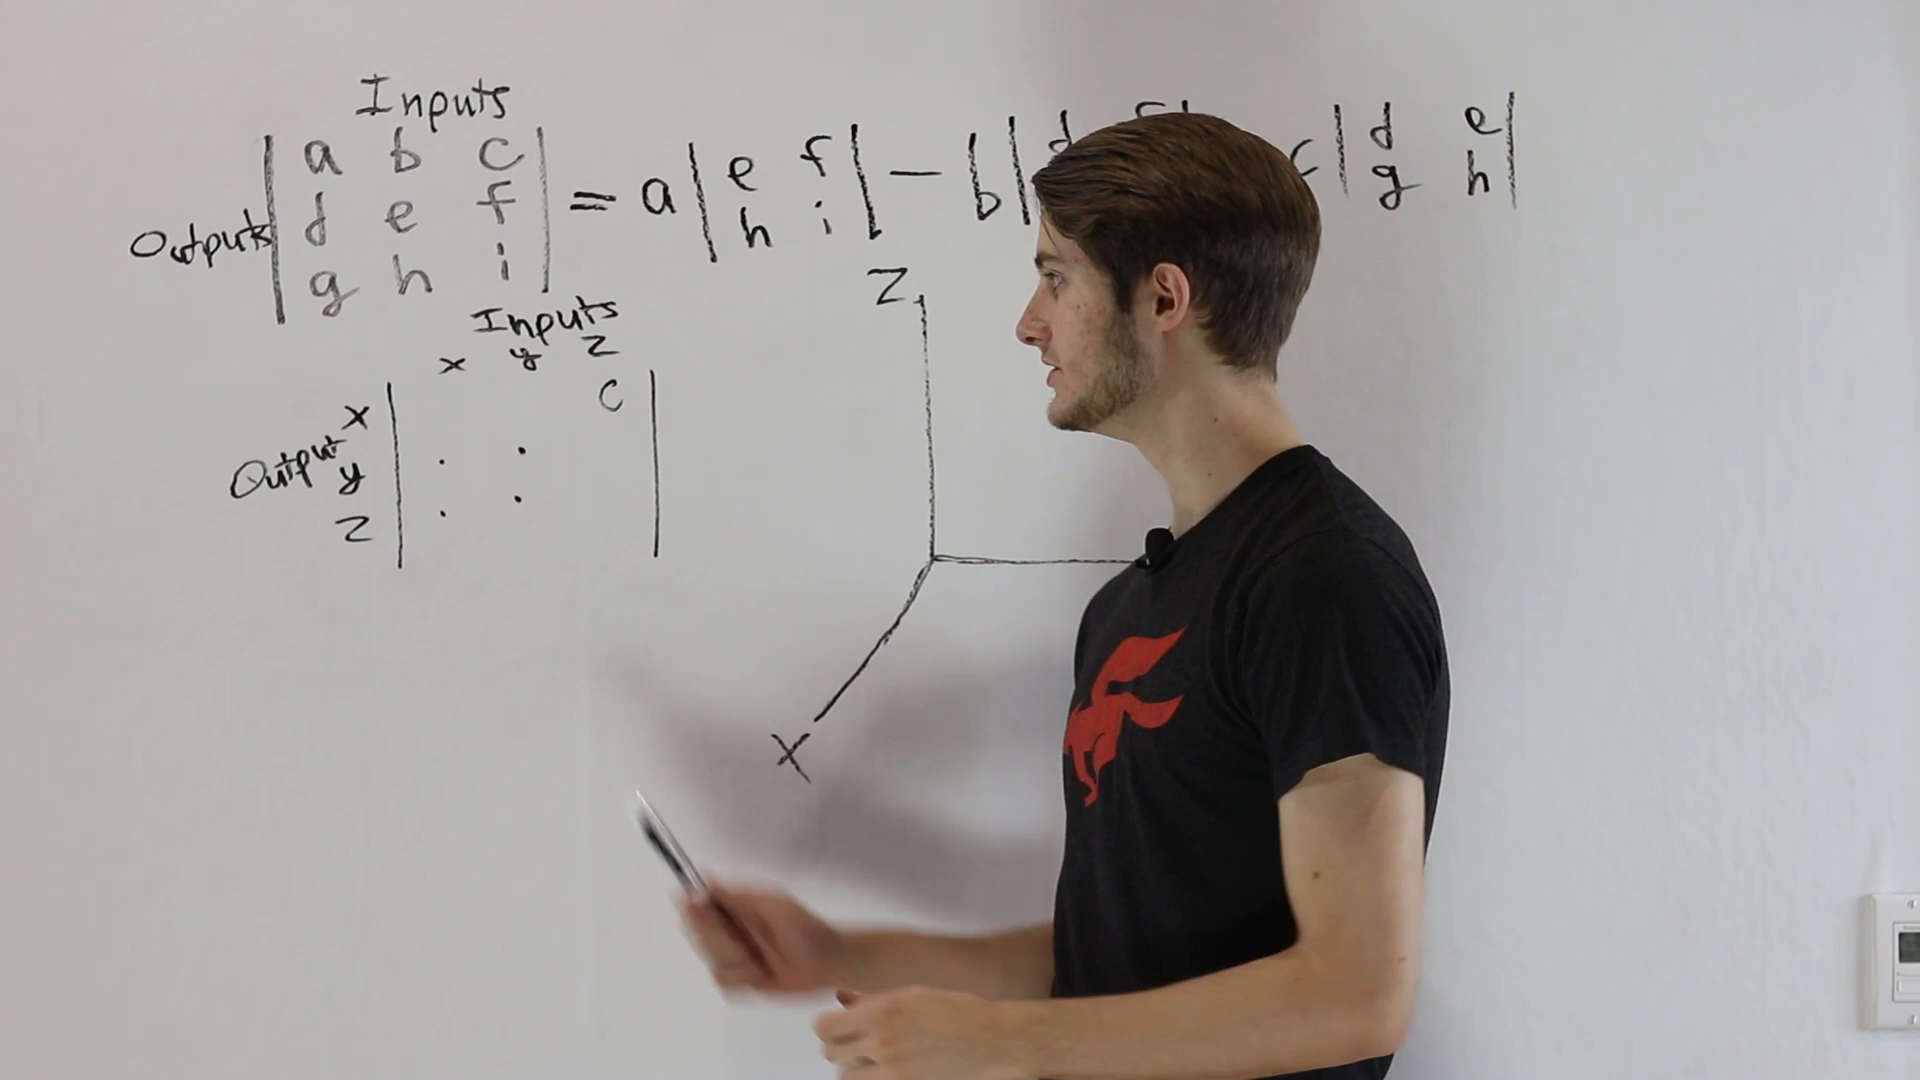 Inputs
| a b c |
Outputs | d e f | = a | e f | − b | d f c | d e |
| g h i | | h i | | g h |
Inputs
x y z
x | c |
Output y | . . |
z | . . |
Z
X